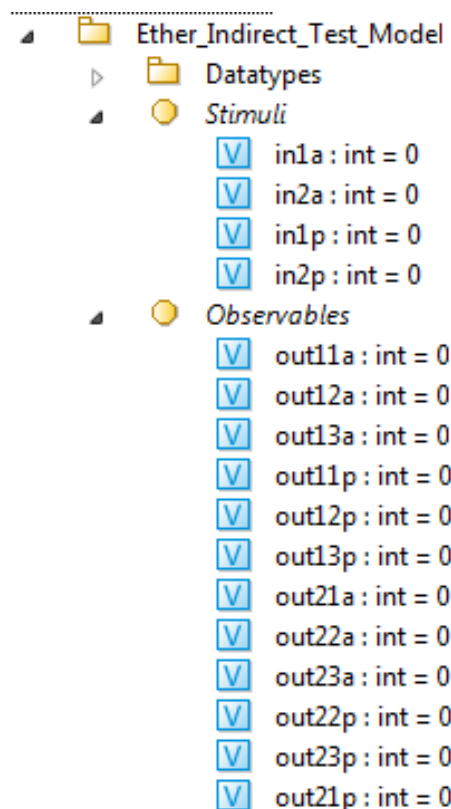 Ether_Indirect_Test_Model
Datatypes
Stimuli
V in1a : int = 0
V in2a : int = 0
V in1p : int = 0
V in2p : int = 0
Observables
V out11a : int = 0
V out12a : int = 0
V out13a : int = 0
V out11p : int = 0
V out12p : int = 0
V out13p : int = 0
V out21a : int = 0
V out22a : int = 0
V out23a : int = 0
V out22p : int = 0
V out23p : int = 0
V out21p : int = 0